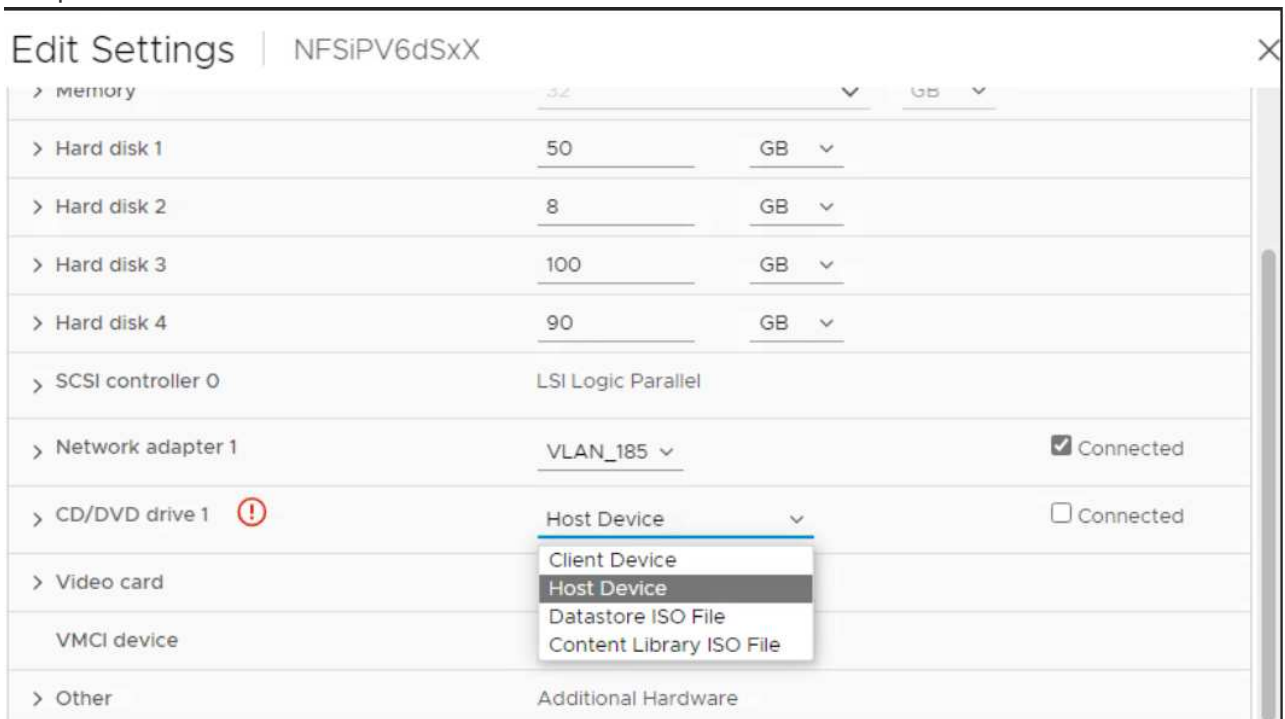 Edit Settings | NFSiPV6dSxX
> Memory 32 GB
> Hard disk 1 50 GB
> Hard disk 2 8 GB
> Hard disk 3 100 GB
> Hard disk 4 90 GB
> SCSI controller 0 LSI Logic Parallel
> Network adapter 1 VLAN_185 Connected
> CD/DVD drive 1 Host Device Connected
Client Device
> Video card Host Device
Datastore ISO File
VMCI device Content Library ISO File
> Other Additional Hardware